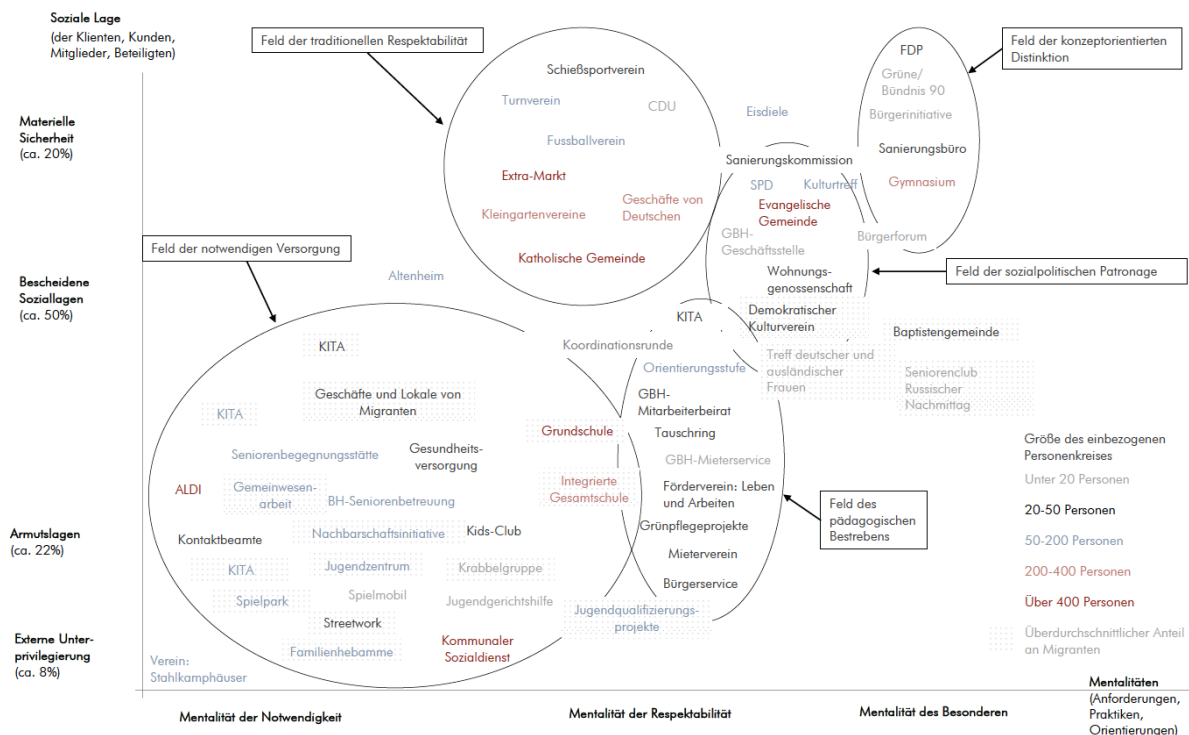 Soziale Lage
(der Klienten, Kunden,
Mitglieder, Beteiligten)
Feld der traditionellen Respektabilität
Feld der konzeptorientierten
Distinktion
Materielle
Sicherheit
(ca. 20%)
Bescheidene
Soziallagen
(ca. 50%)
Armutslagen
(ca. 22%)
Externe Unter-
privilegierung
(ca. 8%)
Schießsportverein
Turnverein
CDU
Fussballverein
Extra-Markt
Kleingartenvereine
Geschäfte von
Deutschen
Katholische Gemeinde
Eisdiele
FDP
Grüne/
Bündnis 90
Bürgerinitiative
Sanierungsbüro
Gymnasium
Bürgerforum
Sanierungskommission
SPD
Kulturtreff
Evangelische
Gemeinde
GBH-
Geschäftsstelle
Wohnungs-
genossenschaft
Demokratischer
Kulturverein
Feld der sozialpolitischen Patronage
Feld der notwendigen Versorgung
Altenheim
KITA
Koordinationsrunde
Orientierungsstufe
Treff deutscher und
ausländischer
Frauen
Baptistengemeinde
Seniorenclub
Russischer
Nachmittag
KITA
Geschäfte und Lokale von
Migranten
KITA
Seniorenbegegnungsstätte
Gesundheits-
versorgung
Grundschule
GBH-
Mitarbeiterbeirat
Tauschring
GBH-Mieterservice
ALDI
Gemeinwesen-
arbeit
BH-Seniorenbetreuung
Integrierte
Gesamtschule
Förderverein: Leben
und Arbeiten
Grünpflegeprojekte
Mieterverein
Bürgerservice
Feld des
pädagogischen
Bestrebens
Kontaktbeamte
Nachbarschaftsinitiative
Kids-Club
KITA
Jugendzentrum
Krabbelgruppe
Spielpark
Spielmobil
Jugendgerichtshilfe
Streetwork
Jugendqualifizierungs-
projekte
Familienhebamme
Kommunaler
Sozialdienst
Verein:
Stahlkamphäuser
Größe des einbezogenen
Personenkreises
Unter 20 Personen
20-50 Personen
50-200 Personen
200-400 Personen
Über 400 Personen
Überdurchschnittlicher Anteil
an Migranten
Mentalität der Notwendigkeit
Mentalität der Respektabilität
Mentalität des Besonderen
Mentalitäten
(Anforderungen,
Praktiken,
Orientierungen)